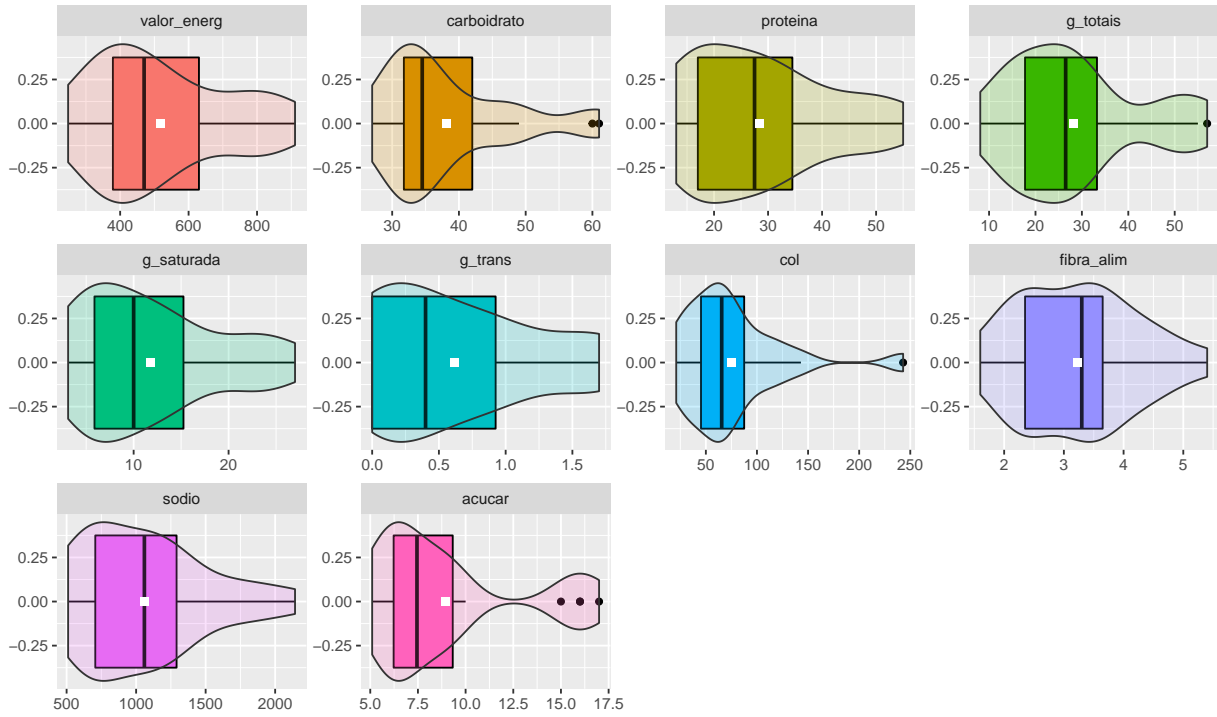 valor_energ carboidrato proteina g_totais
0.25 0.25 0.25 0.25
0.00 0.00 0.00 0.00
−0.25 −0.25 −0.25 −0.25
400 600 800 30 40 50 60 20 30 40 50 10 20 30 40 50
g_saturada g_trans col fibra_alim
0.25 0.25 0.25 0.25
0.00 0.00 0.00 0.00
−0.25 −0.25 −0.25 −0.25
10 20 0.0 0.5 1.0 1.5 50 100 150 200 250 2 3 4 5
sodio acucar
0.25 0.25
0.00 0.00
−0.25 −0.25
500 1000 1500 2000 5.0 7.5 10.0 12.5 15.0 17.5